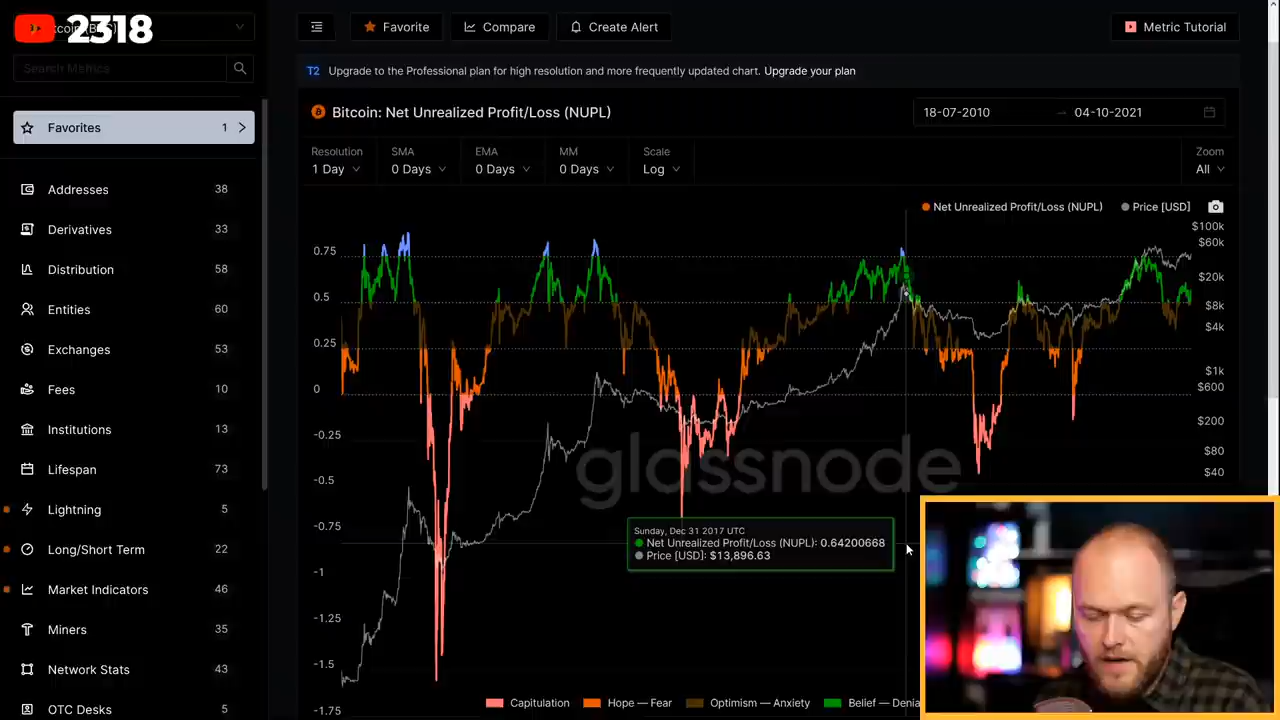 2318
Search Metrics
Favorites 1
Addresses 38
Derivatives 33
Distribution 58
Entities 60
Exchanges 53
Fees 10
Institutions 13
Lifespan 73
Lightning 5
Long/Short Term 22
Market Indicators 46
Miners 35
Network Stats 43
OTC Desks 5
Favorite
Compare
Create Alert
Metric Tutorial
T2 Upgrade to the Professional plan for high resolution and more frequently updated chart. Upgrade your plan
Bitcoin: Net Unrealized Profit/Loss (NUPL)
18-07-2010 → 04-10-2021
Resolution SMA EMA MM Scale Zoom
1 Day 0 Days 0 Days 0 Days Log All
Net Unrealized Profit/Loss (NUPL) Price [USD]
0.75
0.5
0.25
0
-0.25
-0.5
-0.75
-1
-1.25
-1.5
-1.75
$100k
$60k
$20k
$8k
$4k
$1k
$600
$200
$80
$40
glassnode
Sunday, Dec 31 2017 UTC
Net Unrealized Profit/Loss (NUPL): 0.64200668
Price [USD]: $13,896.63
Capitulation Hope — Fear Optimism — Anxiety Belief — Denia